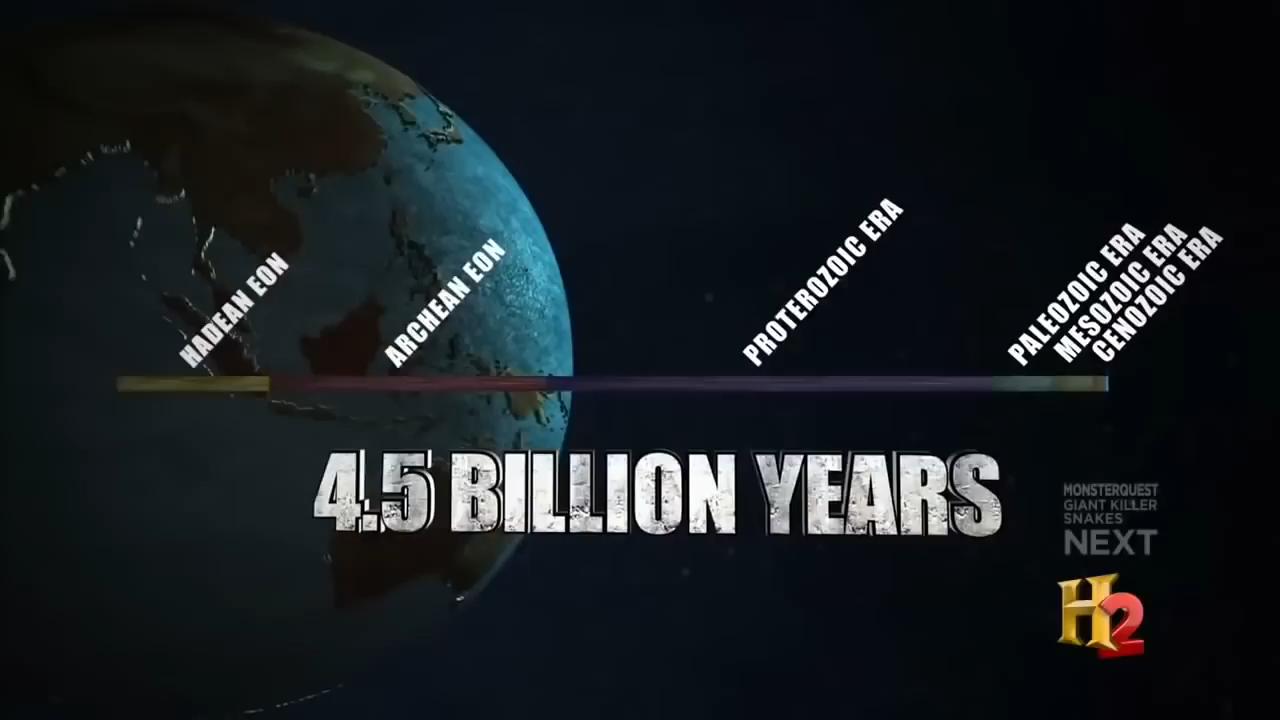 HADEAN EON
ARCHEAN EON
PROTEROZOIC ERA
PALEOZOIC ERA
MESOZOIC ERA
CENOZOIC ERA
4.5 BILLION YEARS
MONSTERQUEST
GIANT KILLER
SNAKES
NEXT
H2